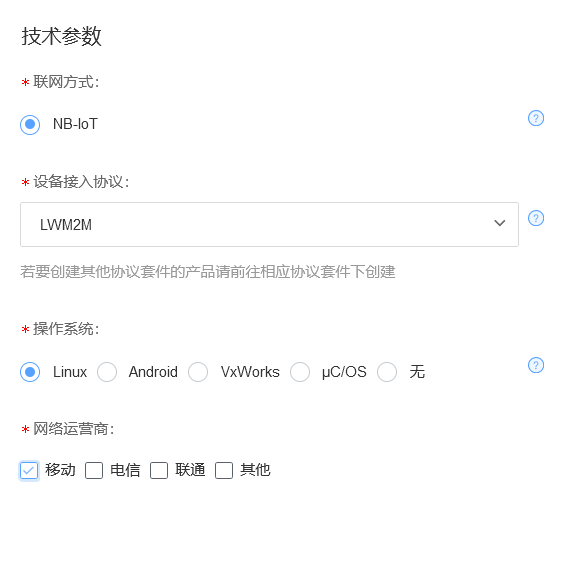 技术参数
* 联网方式:
NB-IoT
?
* 设备接入协议:
LWM2M
?
若要创建其他协议套件的产品请前往相应协议套件下创建
* 操作系统:
Linux Android VxWorks μC/OS 无
?
* 网络运营商:
移动 电信 联通 其他